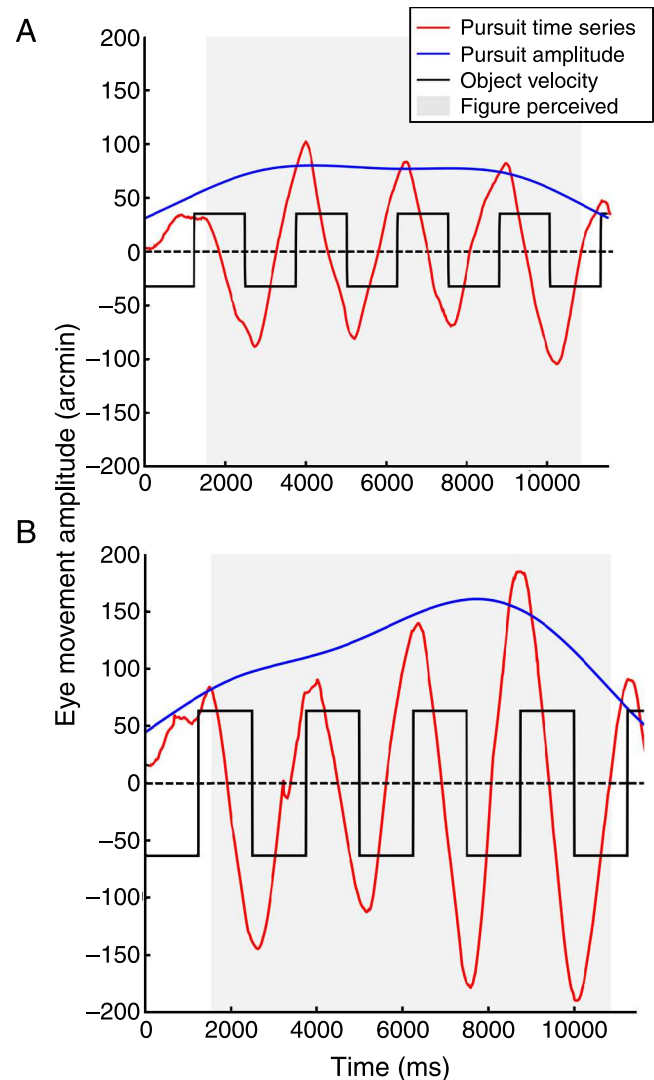 A
Pursuit time series
Pursuit amplitude
Object velocity
Figure perceived
200
150
100
50
0
−50
−100
−150
−200
0 2000 4000 6000 8000 10000
Eye movement amplitude (arcmin)
B
200
150
100
50
0
−50
−100
−150
−200
0 2000 4000 6000 8000 10000
Time (ms)